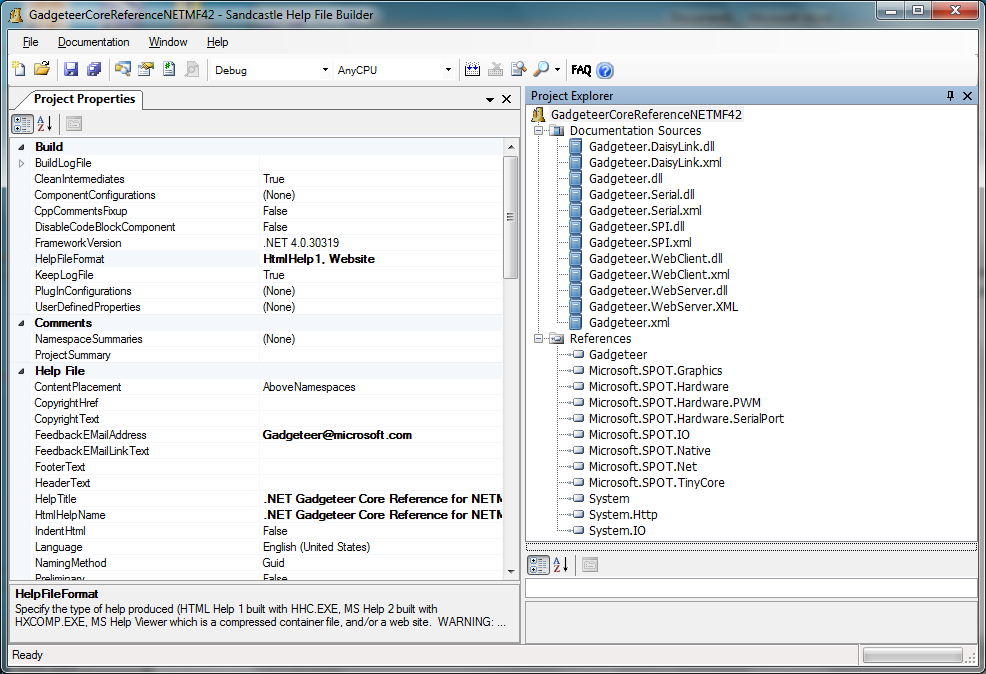 GadgeteerCoreReferenceNETMF42 - Sandcastle Help File Builder
File Documentation Window Help
Debug AnyCPU FAQ
Project Properties
Build
BuildLogFile
CleanIntermediates True
ComponentConfigurations (None)
CppCommentsFixup False
DisableCodeBlockComponent False
FrameworkVersion .NET 4.0.30319
HelpFileFormat HtmlHelp1, Website
KeepLogFile True
PlugInConfigurations (None)
UserDefinedProperties (None)
Comments
NamespaceSummaries (None)
ProjectSummary
Help File
ContentPlacement AboveNamespaces
CopyrightHref
CopyrightText
FeedbackEMailAddress Gadgeteer@microsoft.com
FeedbackEMailLinkText
FooterText
HeaderText
HelpTitle .NET Gadgeteer Core Reference for NETM
HtmlHelpName .NET Gadgeteer Core Reference for NETM
IndentHtml False
Language English (United States)
NamingMethod Guid
Preliminary False
HelpFileFormat
Specify the type of help produced (HTML Help 1 built with HHC.EXE, MS Help 2 built with
HXCOMP.EXE, MS Help Viewer which is a compressed container file, and/or a web site. WARNING: ...
Project Explorer
GadgeteerCoreReferenceNETMF42
Documentation Sources
Gadgeteer.DaisyLink.dll
Gadgeteer.DaisyLink.xml
Gadgeteer.dll
Gadgeteer.Serial.dll
Gadgeteer.Serial.xml
Gadgeteer.SPI.dll
Gadgeteer.SPI.xml
Gadgeteer.WebClient.dll
Gadgeteer.WebClient.xml
Gadgeteer.WebServer.dll
Gadgeteer.WebServer.XML
Gadgeteer.xml
References
Gadgeteer
Microsoft.SPOT.Graphics
Microsoft.SPOT.Hardware
Microsoft.SPOT.Hardware.PWM
Microsoft.SPOT.Hardware.SerialPort
Microsoft.SPOT.IO
Microsoft.SPOT.Native
Microsoft.SPOT.Net
Microsoft.SPOT.TinyCore
System
System.Http
System.IO
Ready